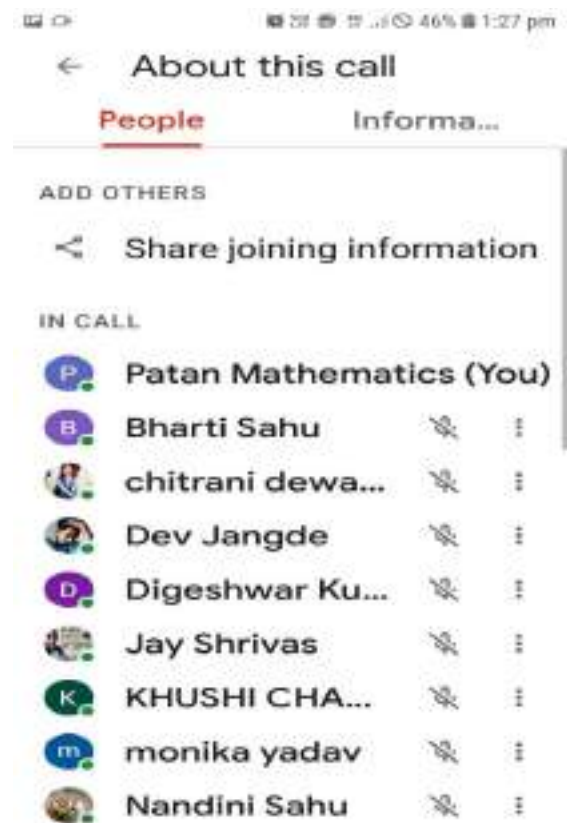 46% 1:27 pm
← About this call
People Informa...
ADD OTHERS
Share joining information
IN CALL
P Patan Mathematics (You)
B Bharti Sahu
chitrani dewa...
Dev Jangde
D Digeshwar Ku...
Jay Shrivas
K KHUSHI CHA...
m monika yadav
Nandini Sahu